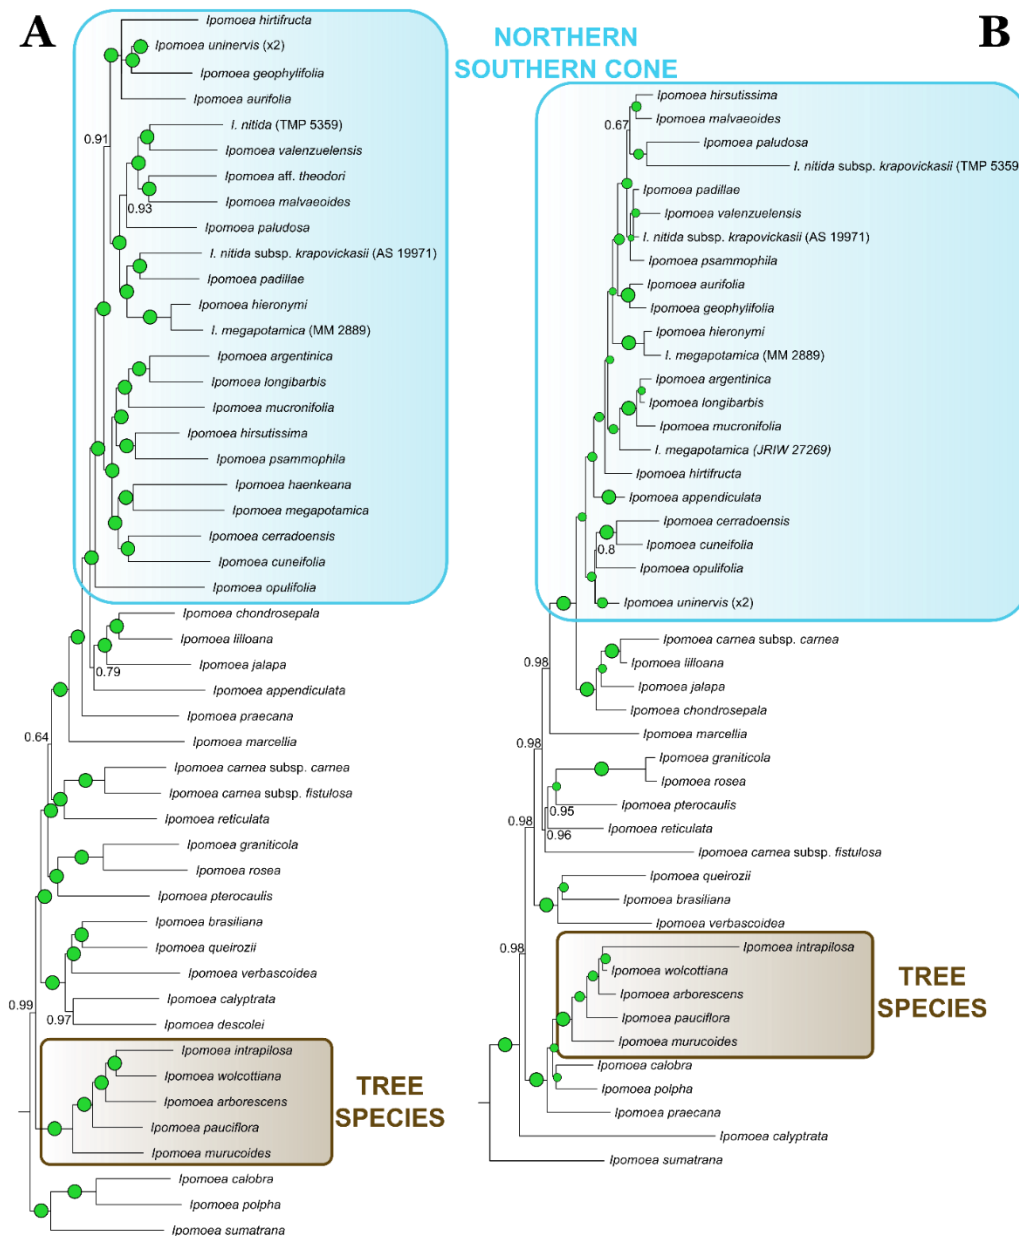 A
Ipomoea hirtifructa
Ipomoea uninervis (x2)
Ipomoea geophylifolia
Ipomoea aurifolia
I. nitida (TMP 5359)
0.91
Ipomoea valenzuelensis
Ipomoea aff. theodori
Ipomoea malvaeoides
0.93
Ipomoea paludosa
I. nitida subsp. krapovickasii (AS 19971)
Ipomoea padillae
Ipomoea hieronymi
I. megapotamica (MM 2889)
Ipomoea argentinica
Ipomoea longibarbis
Ipomoea mucronifolia
Ipomoea hirsutissima
Ipomoea psammophila
Ipomoea haenkeana
Ipomoea megapotamica
Ipomoea cerradoensis
Ipomoea cuneifolia
Ipomoea opulifolia
Ipomoea chondrosepala
Ipomoea lilloana
Ipomoea jalapa
0.79
Ipomoea appendiculata
Ipomoea praecana
0.64
Ipomoea marcellia
Ipomoea carnea subsp. carnea
Ipomoea carnea subsp. fistulosa
Ipomoea reticulata
Ipomoea graniticola
Ipomoea rosea
Ipomoea pterocaulis
Ipomoea brasiliana
Ipomoea queirozii
Ipomoea verbascoidea
Ipomoea calyptrata
0.99
0.97
Ipomoea descolei
Ipomoea intrapilosa
Ipomoea wolcottiana
Ipomoea arborescens
Ipomoea pauciflora
Ipomoea murucoides
TREE
SPECIES
Ipomoea calobra
Ipomoea polpha
Ipomoea sumatrana
NORTHERN
SOUTHERN CONE
B
Ipomoea hirsutissima
Ipomoea malvaeoides
0.67
Ipomoea paludosa
I. nitida subsp. krapovickasii (TMP 5359
Ipomoea padillae
Ipomoea valenzuelensis
I. nitida subsp. krapovickasii (AS 19971)
Ipomoea psammophila
Ipomoea aurifolia
Ipomoea geophylifolia
Ipomoea hieronymi
I. megapotamica (MM 2889)
Ipomoea argentinica
Ipomoea longibarbis
Ipomoea mucronifolia
I. megapotamica (JRIW 27269)
Ipomoea hirtifructa
Ipomoea appendiculata
Ipomoea cerradoensis
Ipomoea cuneifolia
0.8
Ipomoea opulifolia
Ipomoea uninervis (x2)
Ipomoea carnea subsp. carnea
Ipomoea lilloana
0.98
Ipomoea jalapa
Ipomoea chondrosepala
Ipomoea marcellia
0.98
Ipomoea graniticola
Ipomoea rosea
Ipomoea pterocaulis
0.95
0.98
Ipomoea reticulata
0.96
Ipomoea carnea subsp. fistulosa
Ipomoea queirozii
Ipomoea brasiliana
Ipomoea verbascoidea
0.98
Ipomoea intrapilosa
Ipomoea wolcottiana
Ipomoea arborescens
Ipomoea pauciflora
Ipomoea murucoides
TREE
SPECIES
Ipomoea calobra
Ipomoea polpha
Ipomoea praecana
Ipomoea calyptrata
Ipomoea sumatrana